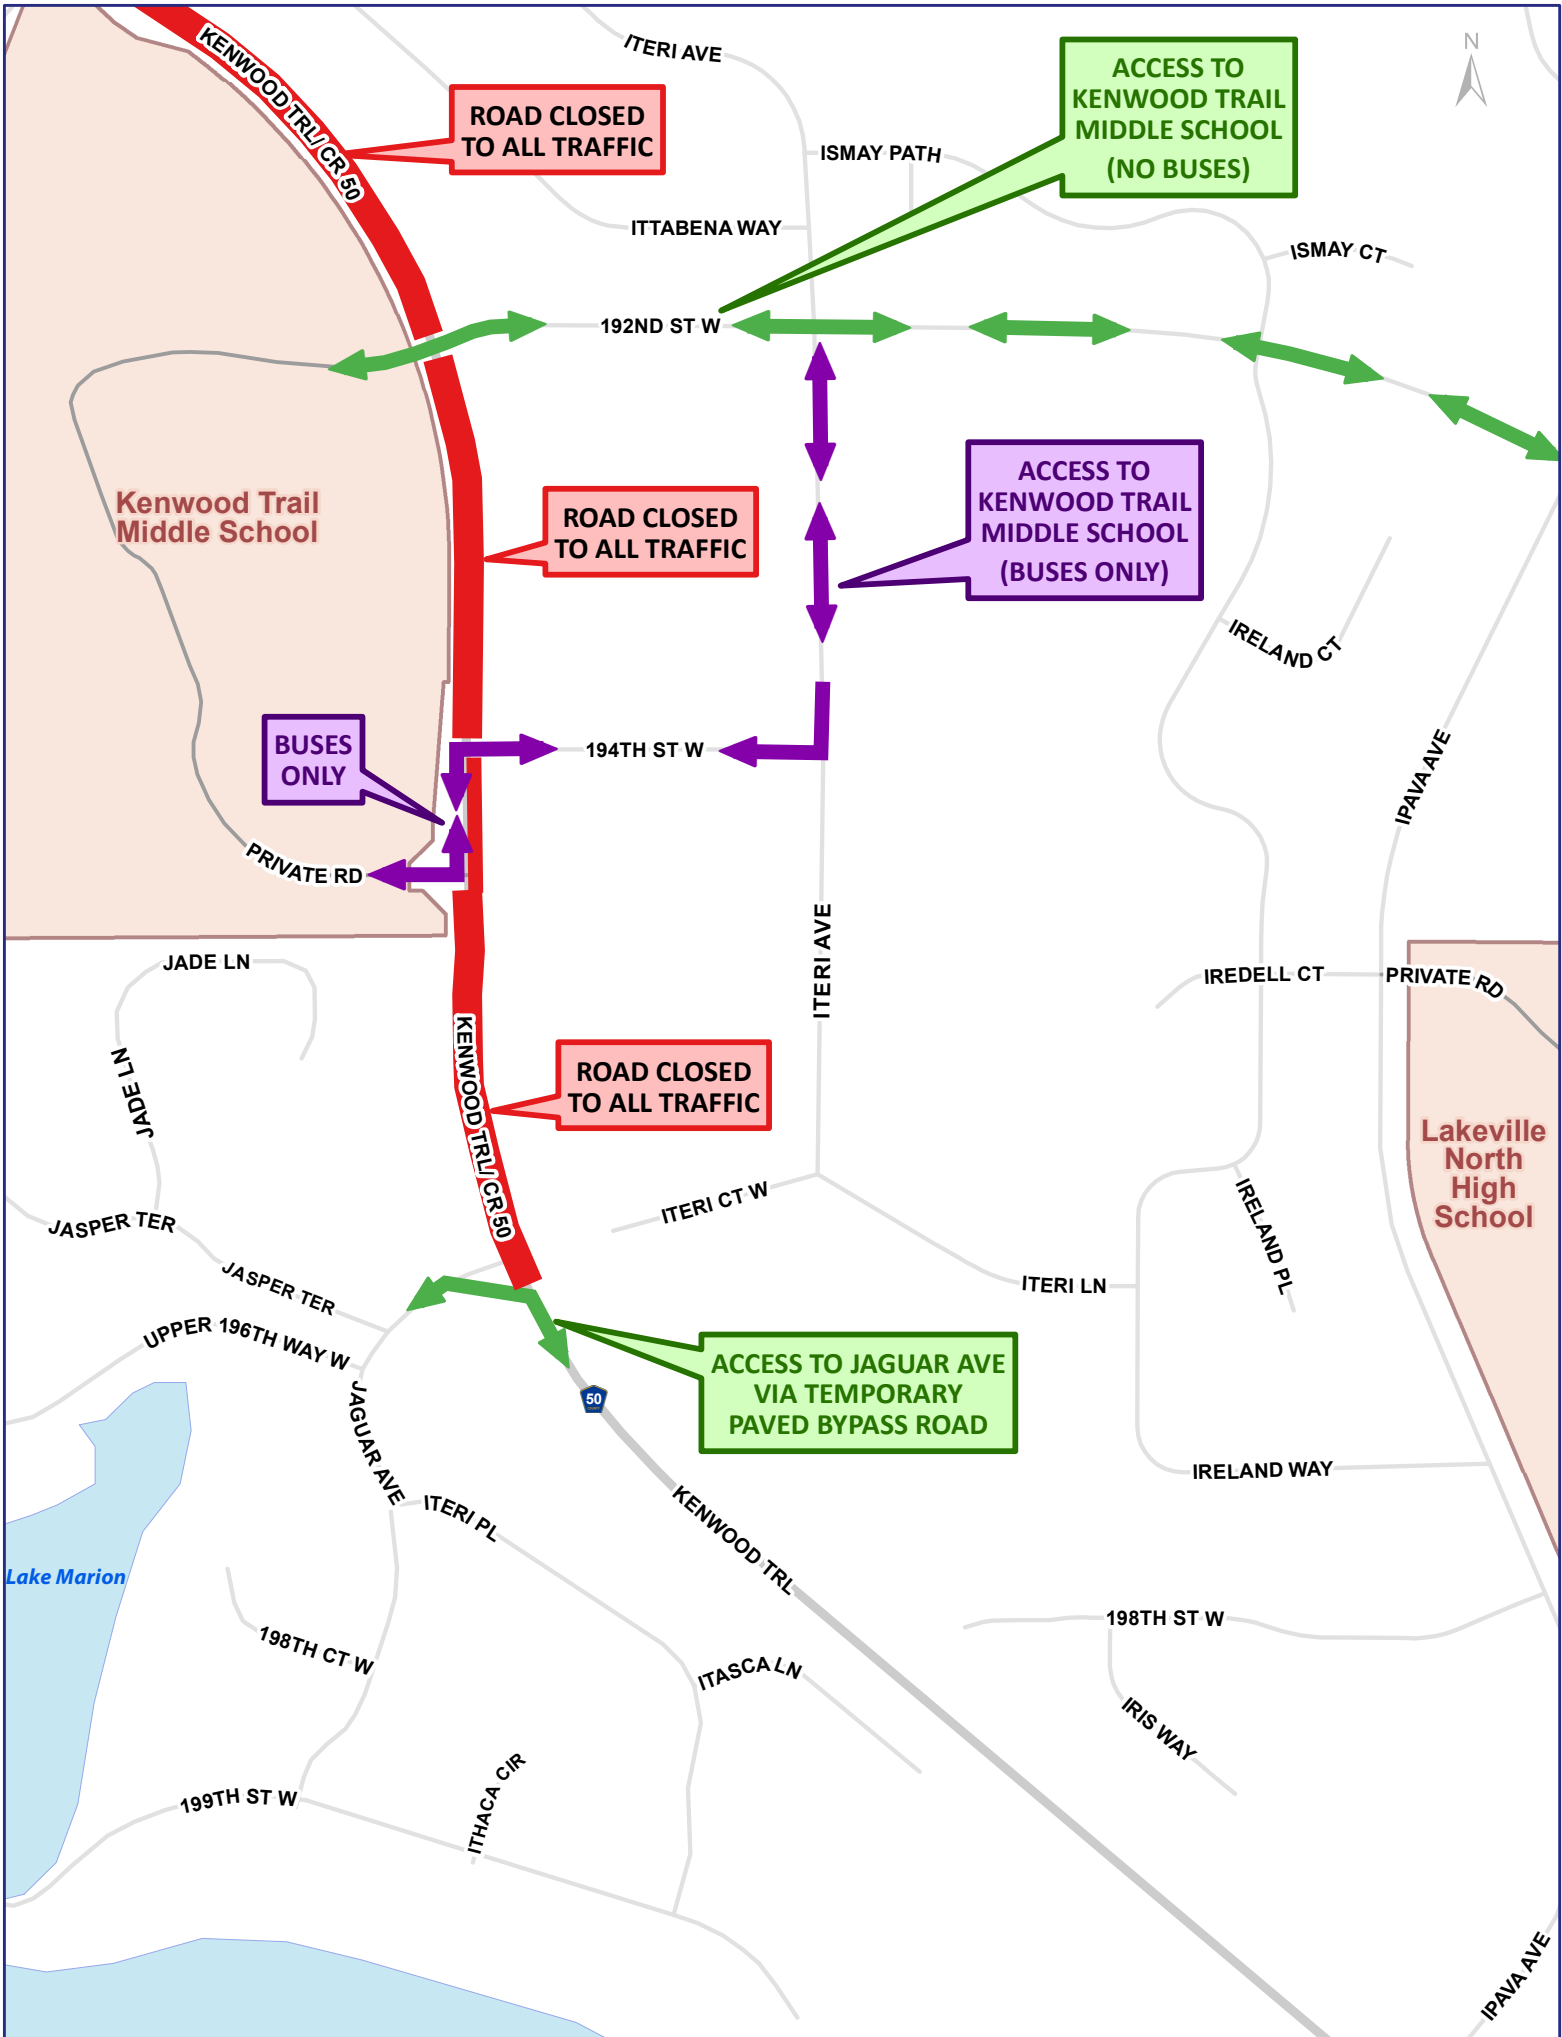 ITERI AVE
N
KENWOOD TRL/ CR 50
ROAD CLOSED
TO ALL TRAFFIC
ACCESS TO
KENWOOD TRAIL
MIDDLE SCHOOL
(NO BUSES)
ISMAY PATH
ITTABENA WAY
ISMAY CT
192ND ST W
Kenwood Trail
Middle School
ROAD CLOSED
TO ALL TRAFFIC
ACCESS TO
KENWOOD TRAIL
MIDDLE SCHOOL
(BUSES ONLY)
IRELAND CT
BUSES
ONLY
194TH ST W
IPAVA AVE
PRIVATE RD
ITERI AVE
JADE LN
IREDELL CT
PRIVATE RD
JADE LN
KENWOOD TRL/ CR 50
ROAD CLOSED
TO ALL TRAFFIC
Lakeville
North
High
School
ITERI CT W
JASPER TER
IRELAND PL
JASPER TER
ITERI LN
UPPER 196TH WAY W
ACCESS TO JAGUAR AVE
VIA TEMPORARY
PAVED BYPASS ROAD
50
JAGUAR AVE
IRELAND WAY
ITERI PL
KENWOOD TRL
Lake Marion
198TH ST W
198TH CT W
ITASCA LN
IRIS WAY
199TH ST W
ITHACA CIR
IPAVA AVE